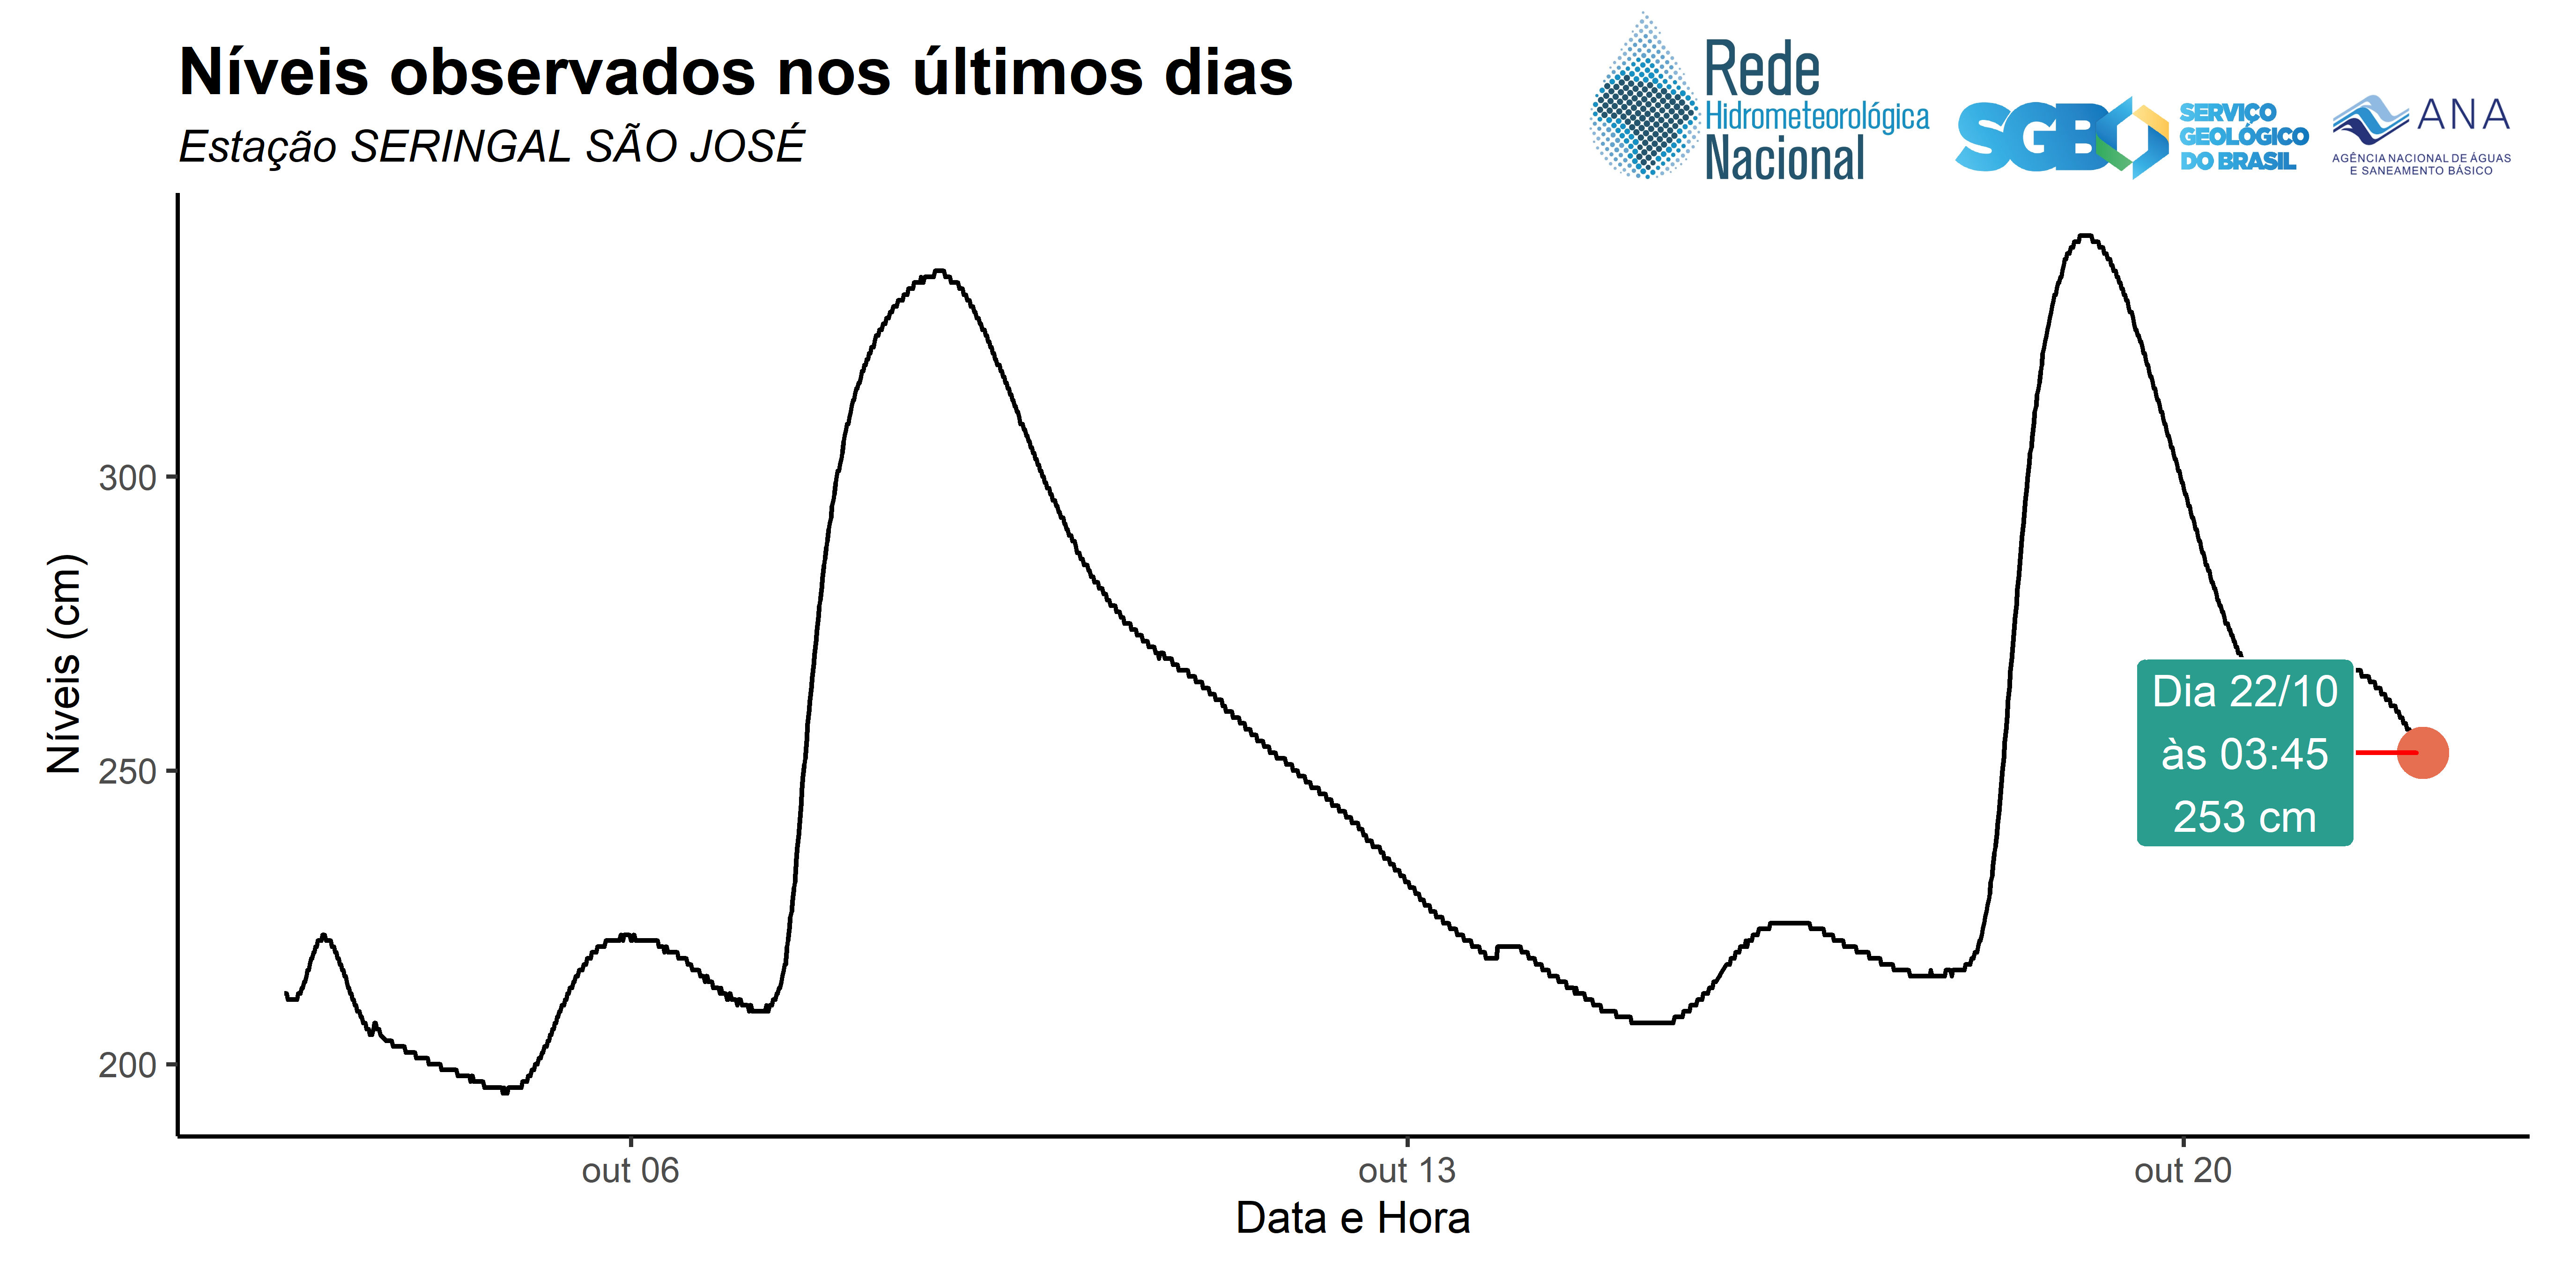 Níveis observados nos últimos dias
Estação SERINGAL SÃO JOSÉ
Rede
Hidrometeorológica
Nacional
SGB
SERVIÇO
GEOLÓGICO
DO BRASIL
ANA
AGÊNCIA NACIONAL DE ÁGUAS
E SANEAMENTO BÁSICO
Níveis (cm)
300
250
200
Dia 22/10
às 03:45
253 cm
out 06
out 13
out 20
Data e Hora